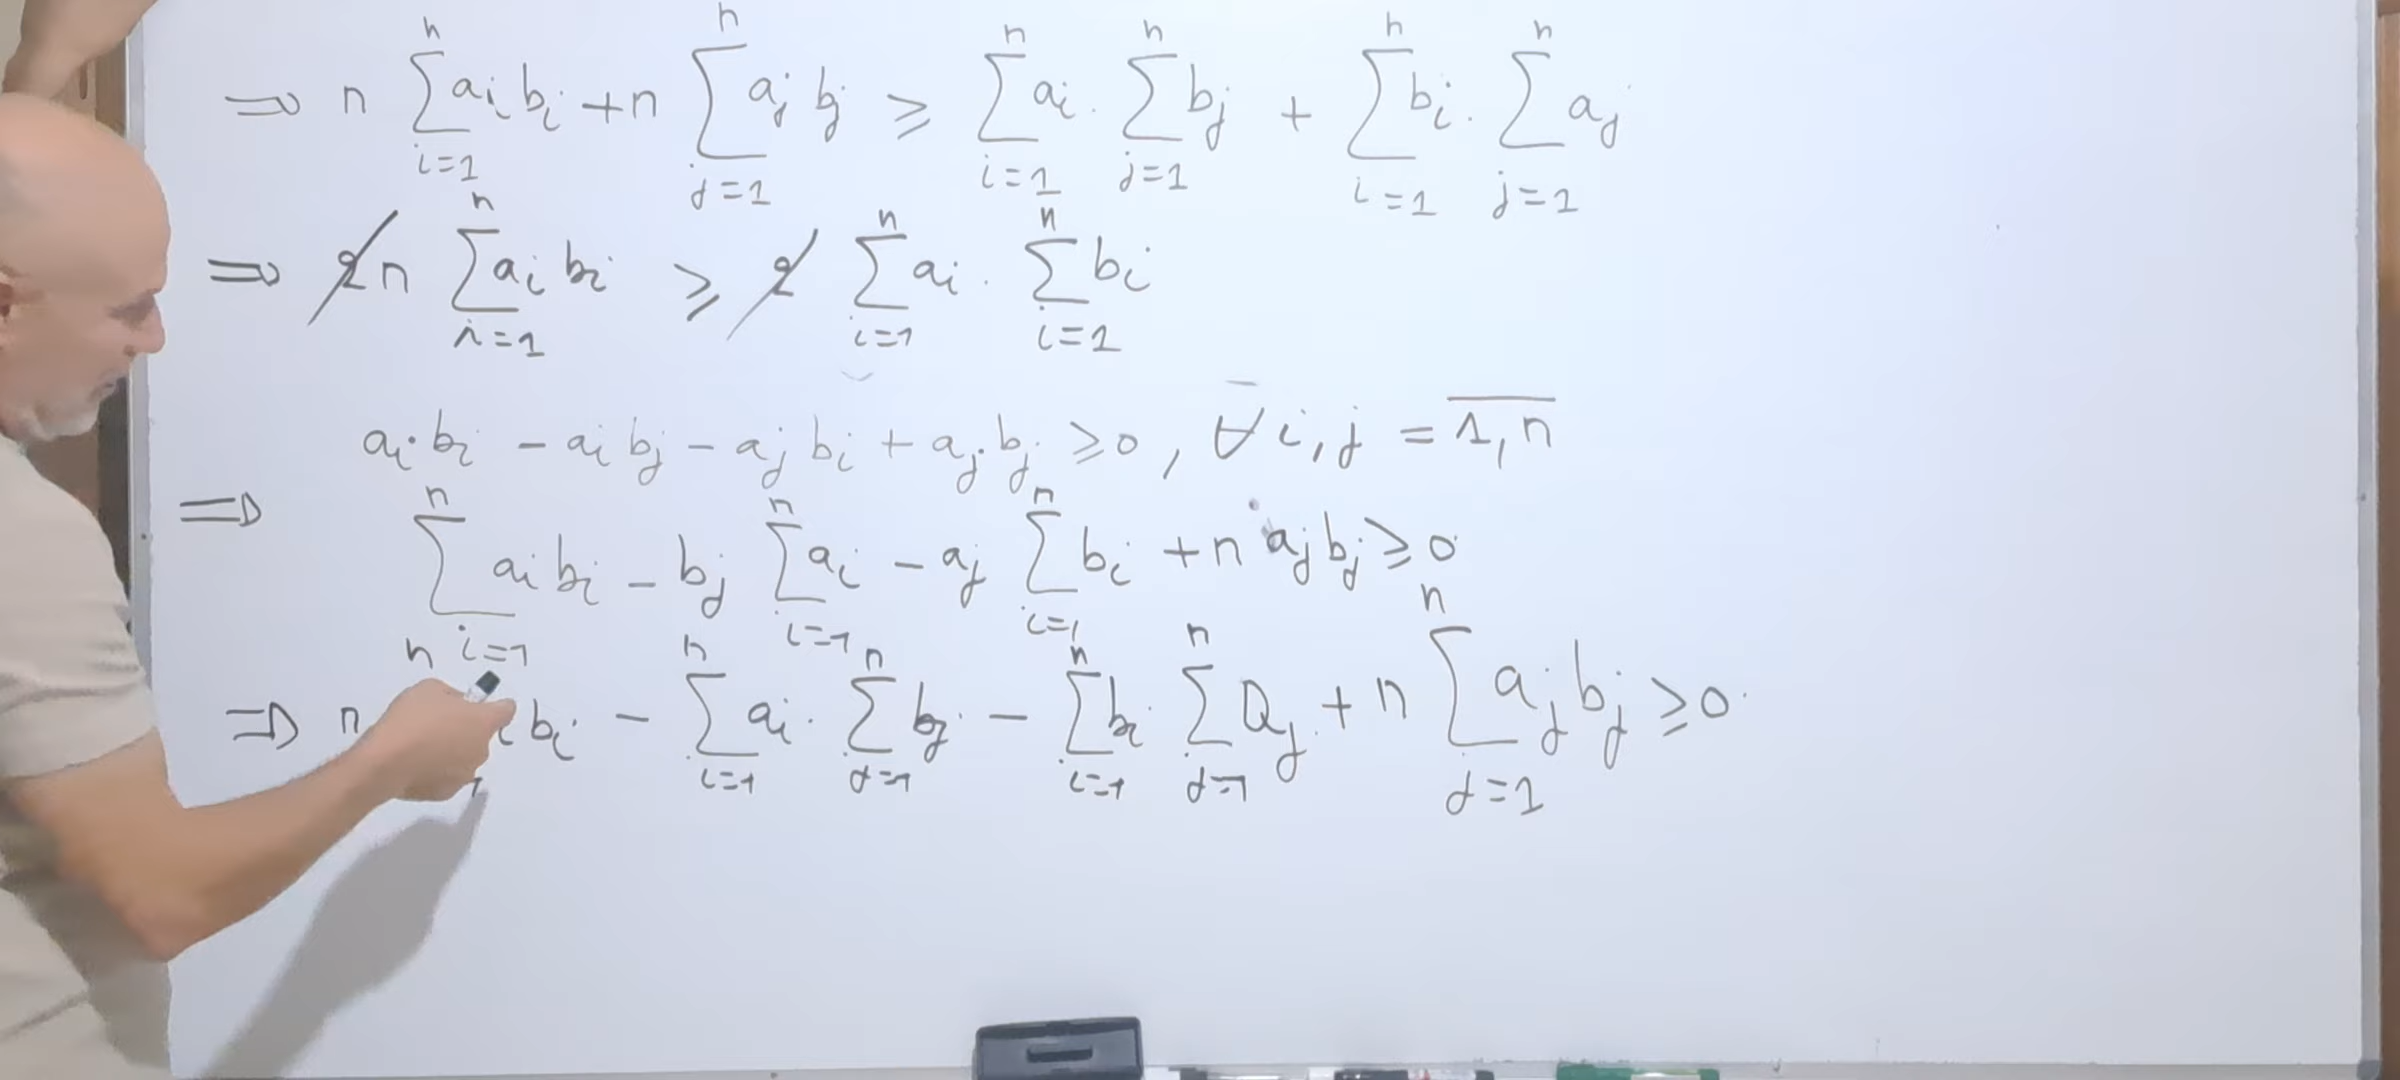 ⇒ n ∑_{i=1}^{n} a_i b_i + n ∑_{j=1}^{n} a_j b_j ≥ ∑_{i=1}^{n} a_i · ∑_{j=1}^{n} b_j + ∑_{i=1}^{n} b_i · ∑_{j=1}^{n} a_j
⇒ 2n ∑_{i=1}^{n} a_i b_i ≥ 2 ∑_{i=1}^{n} a_i · ∑_{i=1}^{n} b_i
a_i · b_i − a_i b_j − a_j b_i + a_j · b_j ≥ 0, ∀ i, j = \overline{1, n}
⇒ ∑_{i=1}^{n} a_i b_i − b_j ∑_{i=1}^{n} a_i − a_j ∑_{i=1}^{n} b_i + n a_j b_j ≥ 0
⇒ n b_i − ∑_{i=1}^{n} a_i · ∑_{j=1}^{n} b_j − ∑_{i=1}^{n} b_i ∑_{j=1}^{n} a_j + n ∑_{j=1}^{n} a_j b_j ≥ 0